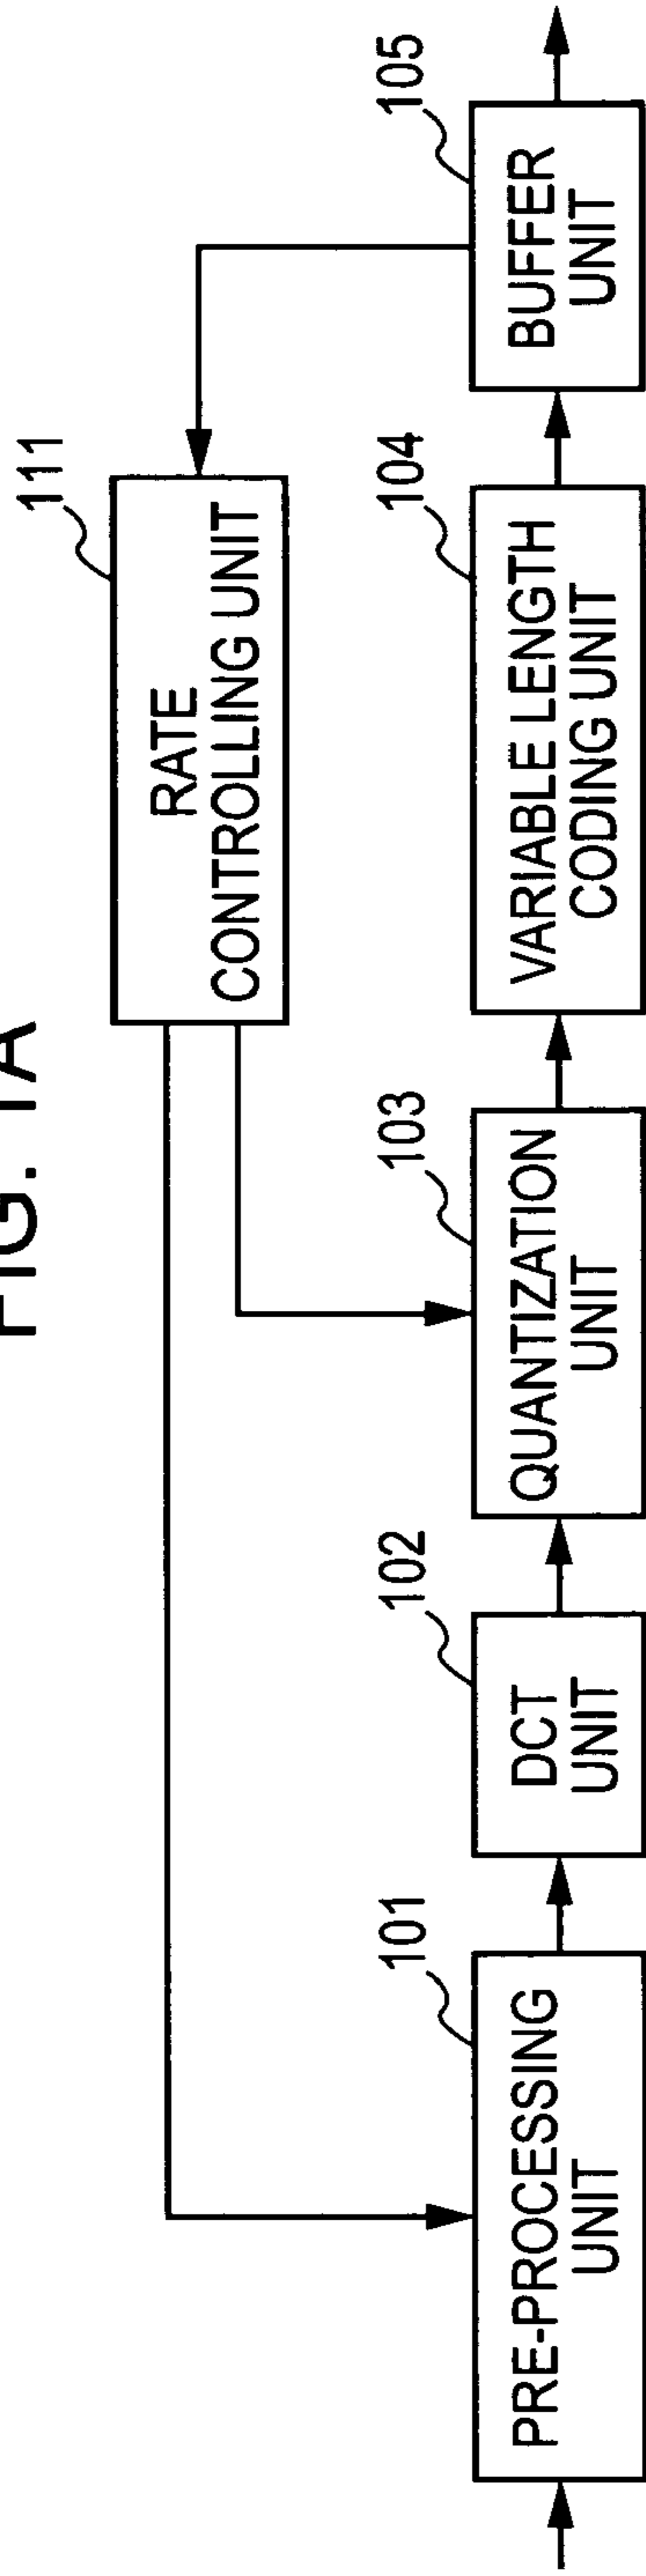 FIG. 1A
111
RATE
CONTROLLING UNIT
101
PRE-PROCESSING
UNIT
102
DCT
UNIT
103
QUANTIZATION
UNIT
104
VARIABLE LENGTH
CODING UNIT
105
BUFFER
UNIT